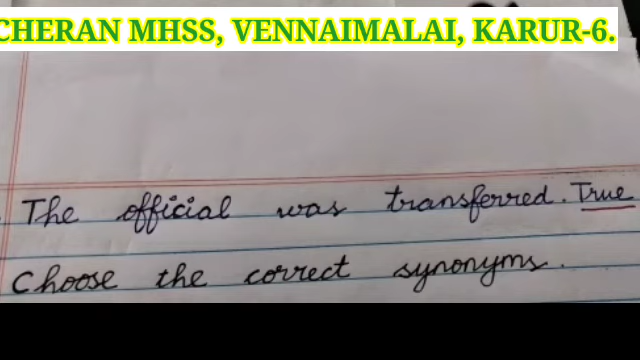 CHERAN MHSS, VENNAIMALAI, KARUR-6.
The official was transferred. True
Choose the correct synonyms.